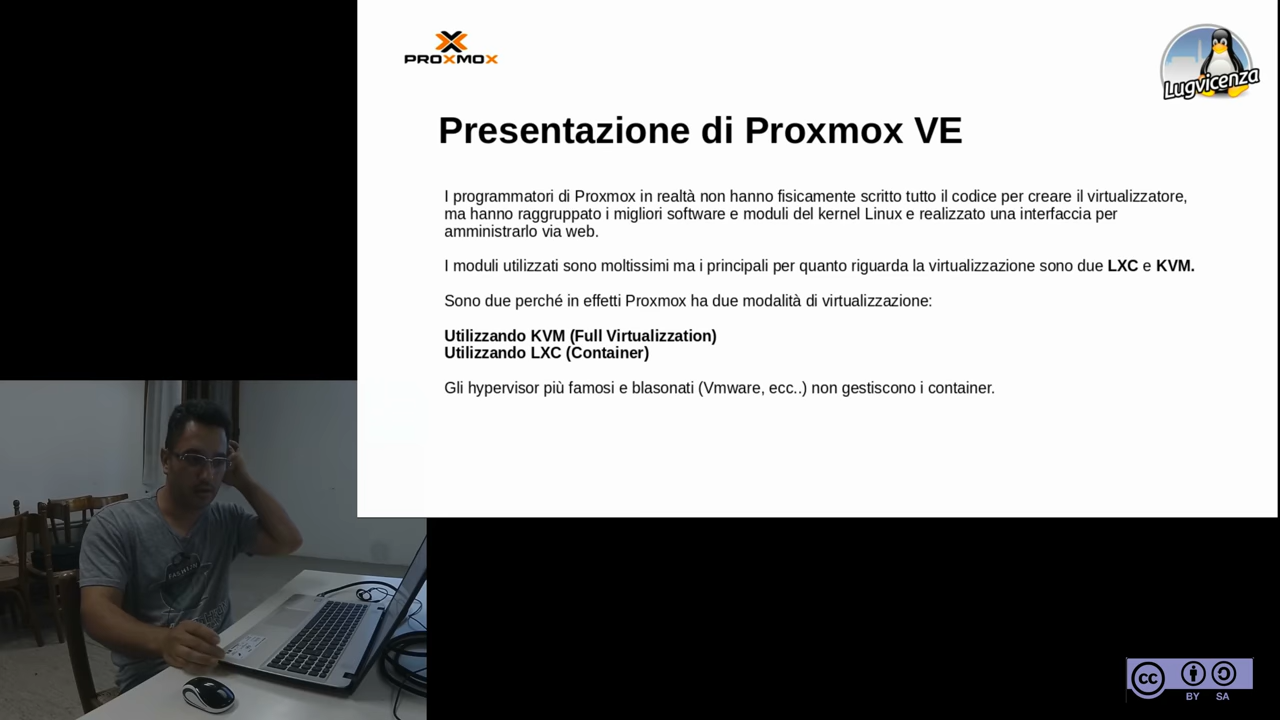 PROXMOX
Lugvicenza
Presentazione di Proxmox VE
I programmatori di Proxmox in realtà non hanno fisicamente scritto tutto il codice per creare il virtualizzatore,
ma hanno raggruppato i migliori software e moduli del kernel Linux e realizzato una interfaccia per
amministrarlo via web.
I moduli utilizzati sono moltissimi ma i principali per quanto riguarda la virtualizzazione sono due LXC e KVM.
Sono due perché in effetti Proxmox ha due modalità di virtualizzazione:
Utilizzando KVM (Full Virtualizzation)
Utilizzando LXC (Container)
Gli hypervisor più famosi e blasonati (Vmware, ecc..) non gestiscono i container.
cc
BY SA